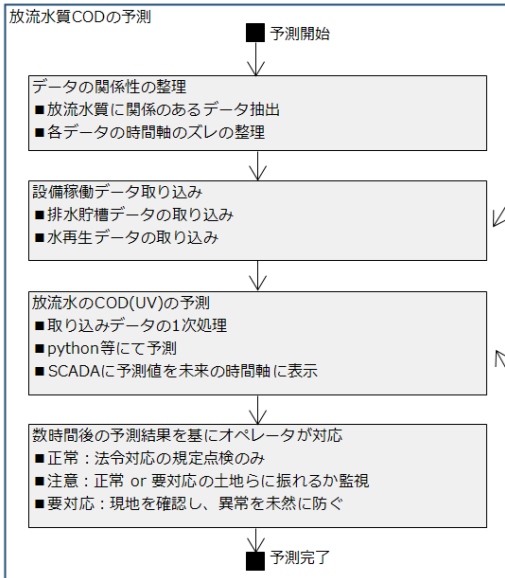 放流水質CODの予測
予測開始
データの関係性の整理
■放流水質に関係のあるデータ抽出
■各データの時間軸のズレの整理
設備稼働データ取り込み
■排水貯槽データの取り込み
■水再生データの取り込み
放流水のCOD(UV)の予測
■取り込みデータの1次処理
■python等にて予測
■SCADAに予測値を未来の時間軸に表示
数時間後の予測結果を基にオペレータが対応
■正常：法令対応の規定点検のみ
■注意：正常 or 要対応の土地らに振れるか監視
■要対応：現地を確認し、異常を未然に防ぐ
予測完了